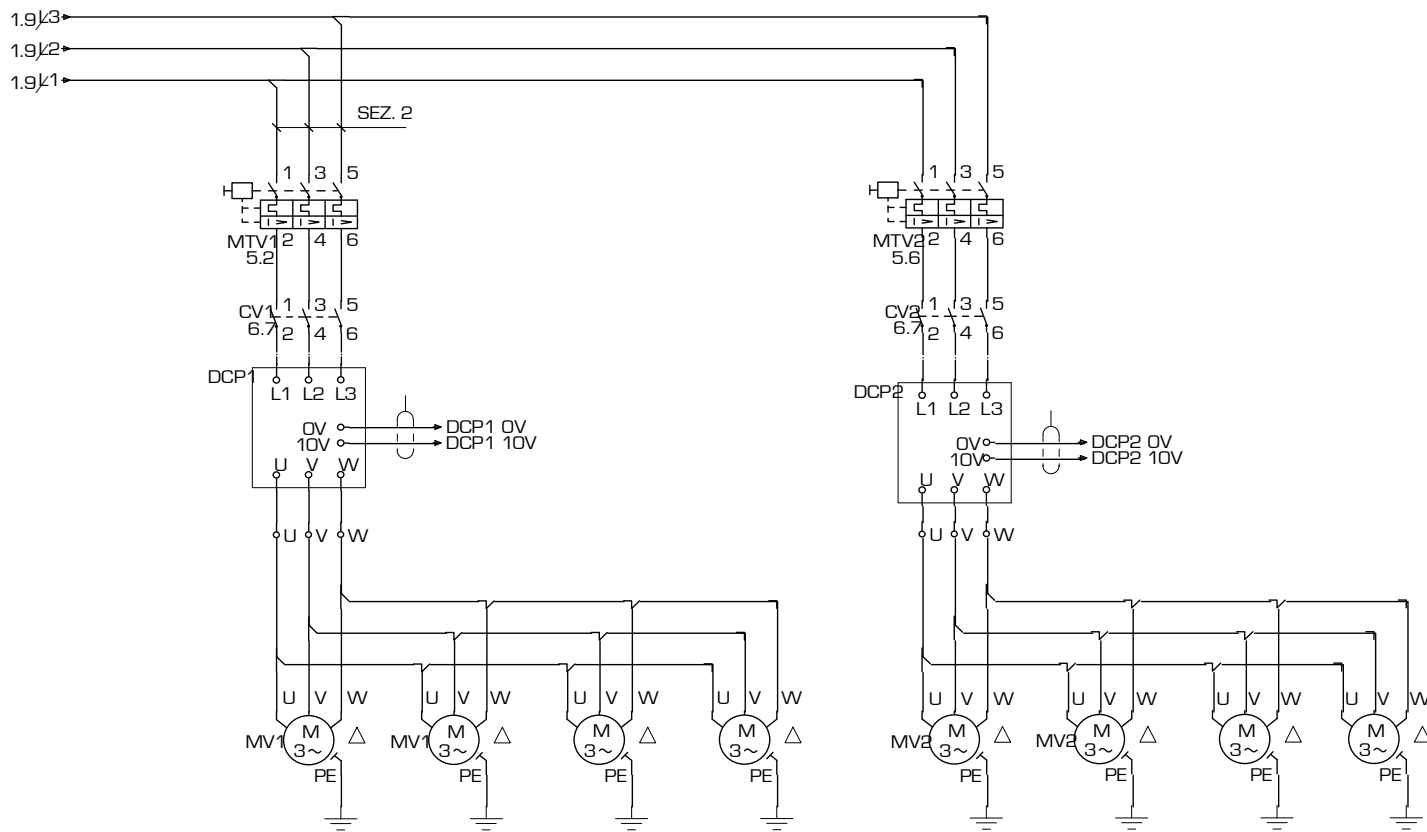 1.9/L3
1.9/L2
1.9/L1
SEZ. 2
1 3 5 1 3 5
MTV1 2 4 6 MTV2 2 4 6
5.2 5.6
CV1 1 3 5 CV2 1 3 5
6.7 2 4 6 6.7 2 4 6
DCP1 DCP2
L1 L2 L3 L1 L2 L3
0V DCP1 0V 0V DCP2 0V
10V DCP1 10V 10V DCP2 10V
U V W U V W
U V W U V W
U V W U V W U V W U V W U V W U V W U V W U V W
MV1 M MV1 M M M MV2 M MV2 M M M
3~ 3~ 3~ 3~ 3~ 3~ 3~ 3~
PE PE PE PE PE PE PE PE